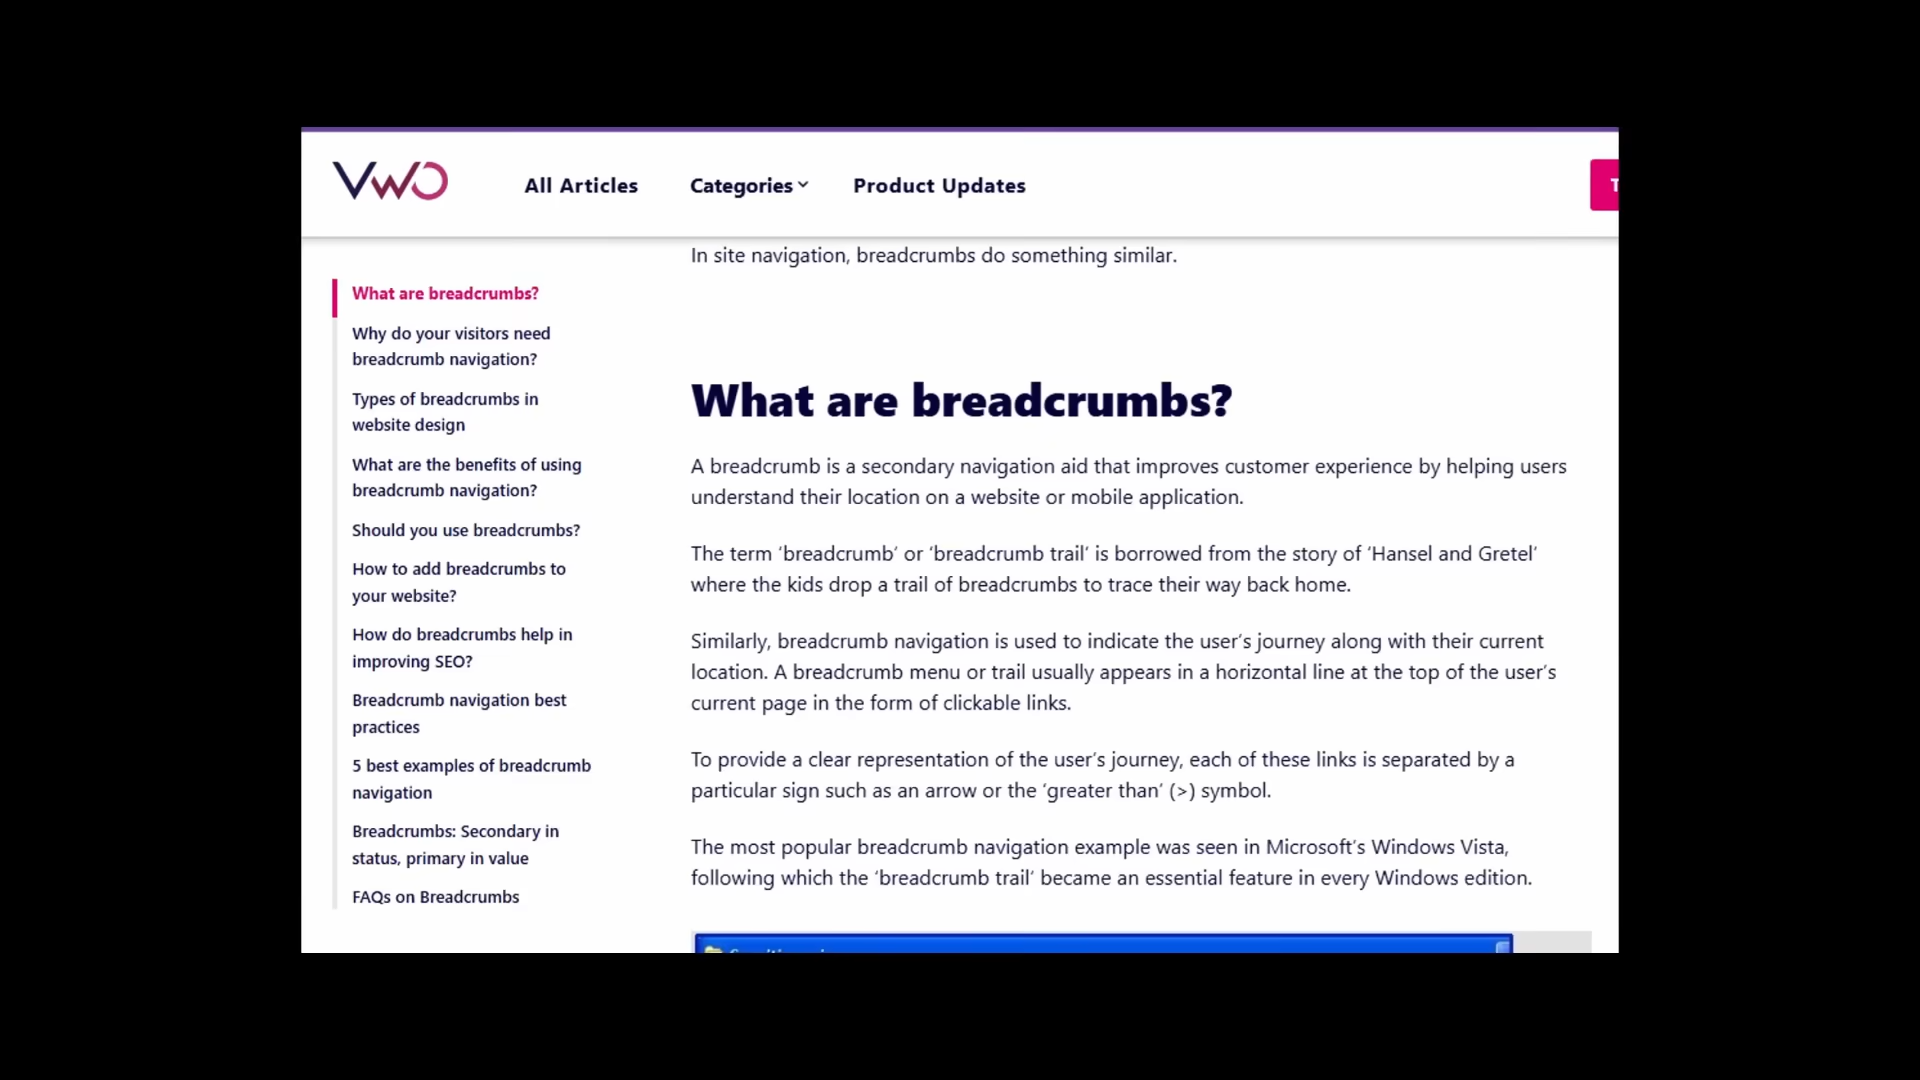 VWO
All Articles
Categories
Product Updates
In site navigation, breadcrumbs do something similar.
What are breadcrumbs?
Why do your visitors need
breadcrumb navigation?
Types of breadcrumbs in
website design
What are the benefits of using
breadcrumb navigation?
Should you use breadcrumbs?
How to add breadcrumbs to
your website?
How do breadcrumbs help in
improving SEO?
Breadcrumb navigation best
practices
5 best examples of breadcrumb
navigation
Breadcrumbs: Secondary in
status, primary in value
FAQs on Breadcrumbs
What are breadcrumbs?
A breadcrumb is a secondary navigation aid that improves customer experience by helping users
understand their location on a website or mobile application.
The term ‘breadcrumb’ or ‘breadcrumb trail’ is borrowed from the story of ‘Hansel and Gretel’
where the kids drop a trail of breadcrumbs to trace their way back home.
Similarly, breadcrumb navigation is used to indicate the user’s journey along with their current
location. A breadcrumb menu or trail usually appears in a horizontal line at the top of the user’s
current page in the form of clickable links.
To provide a clear representation of the user’s journey, each of these links is separated by a
particular sign such as an arrow or the ‘greater than’ (>) symbol.
The most popular breadcrumb navigation example was seen in Microsoft’s Windows Vista,
following which the ‘breadcrumb trail’ became an essential feature in every Windows edition.